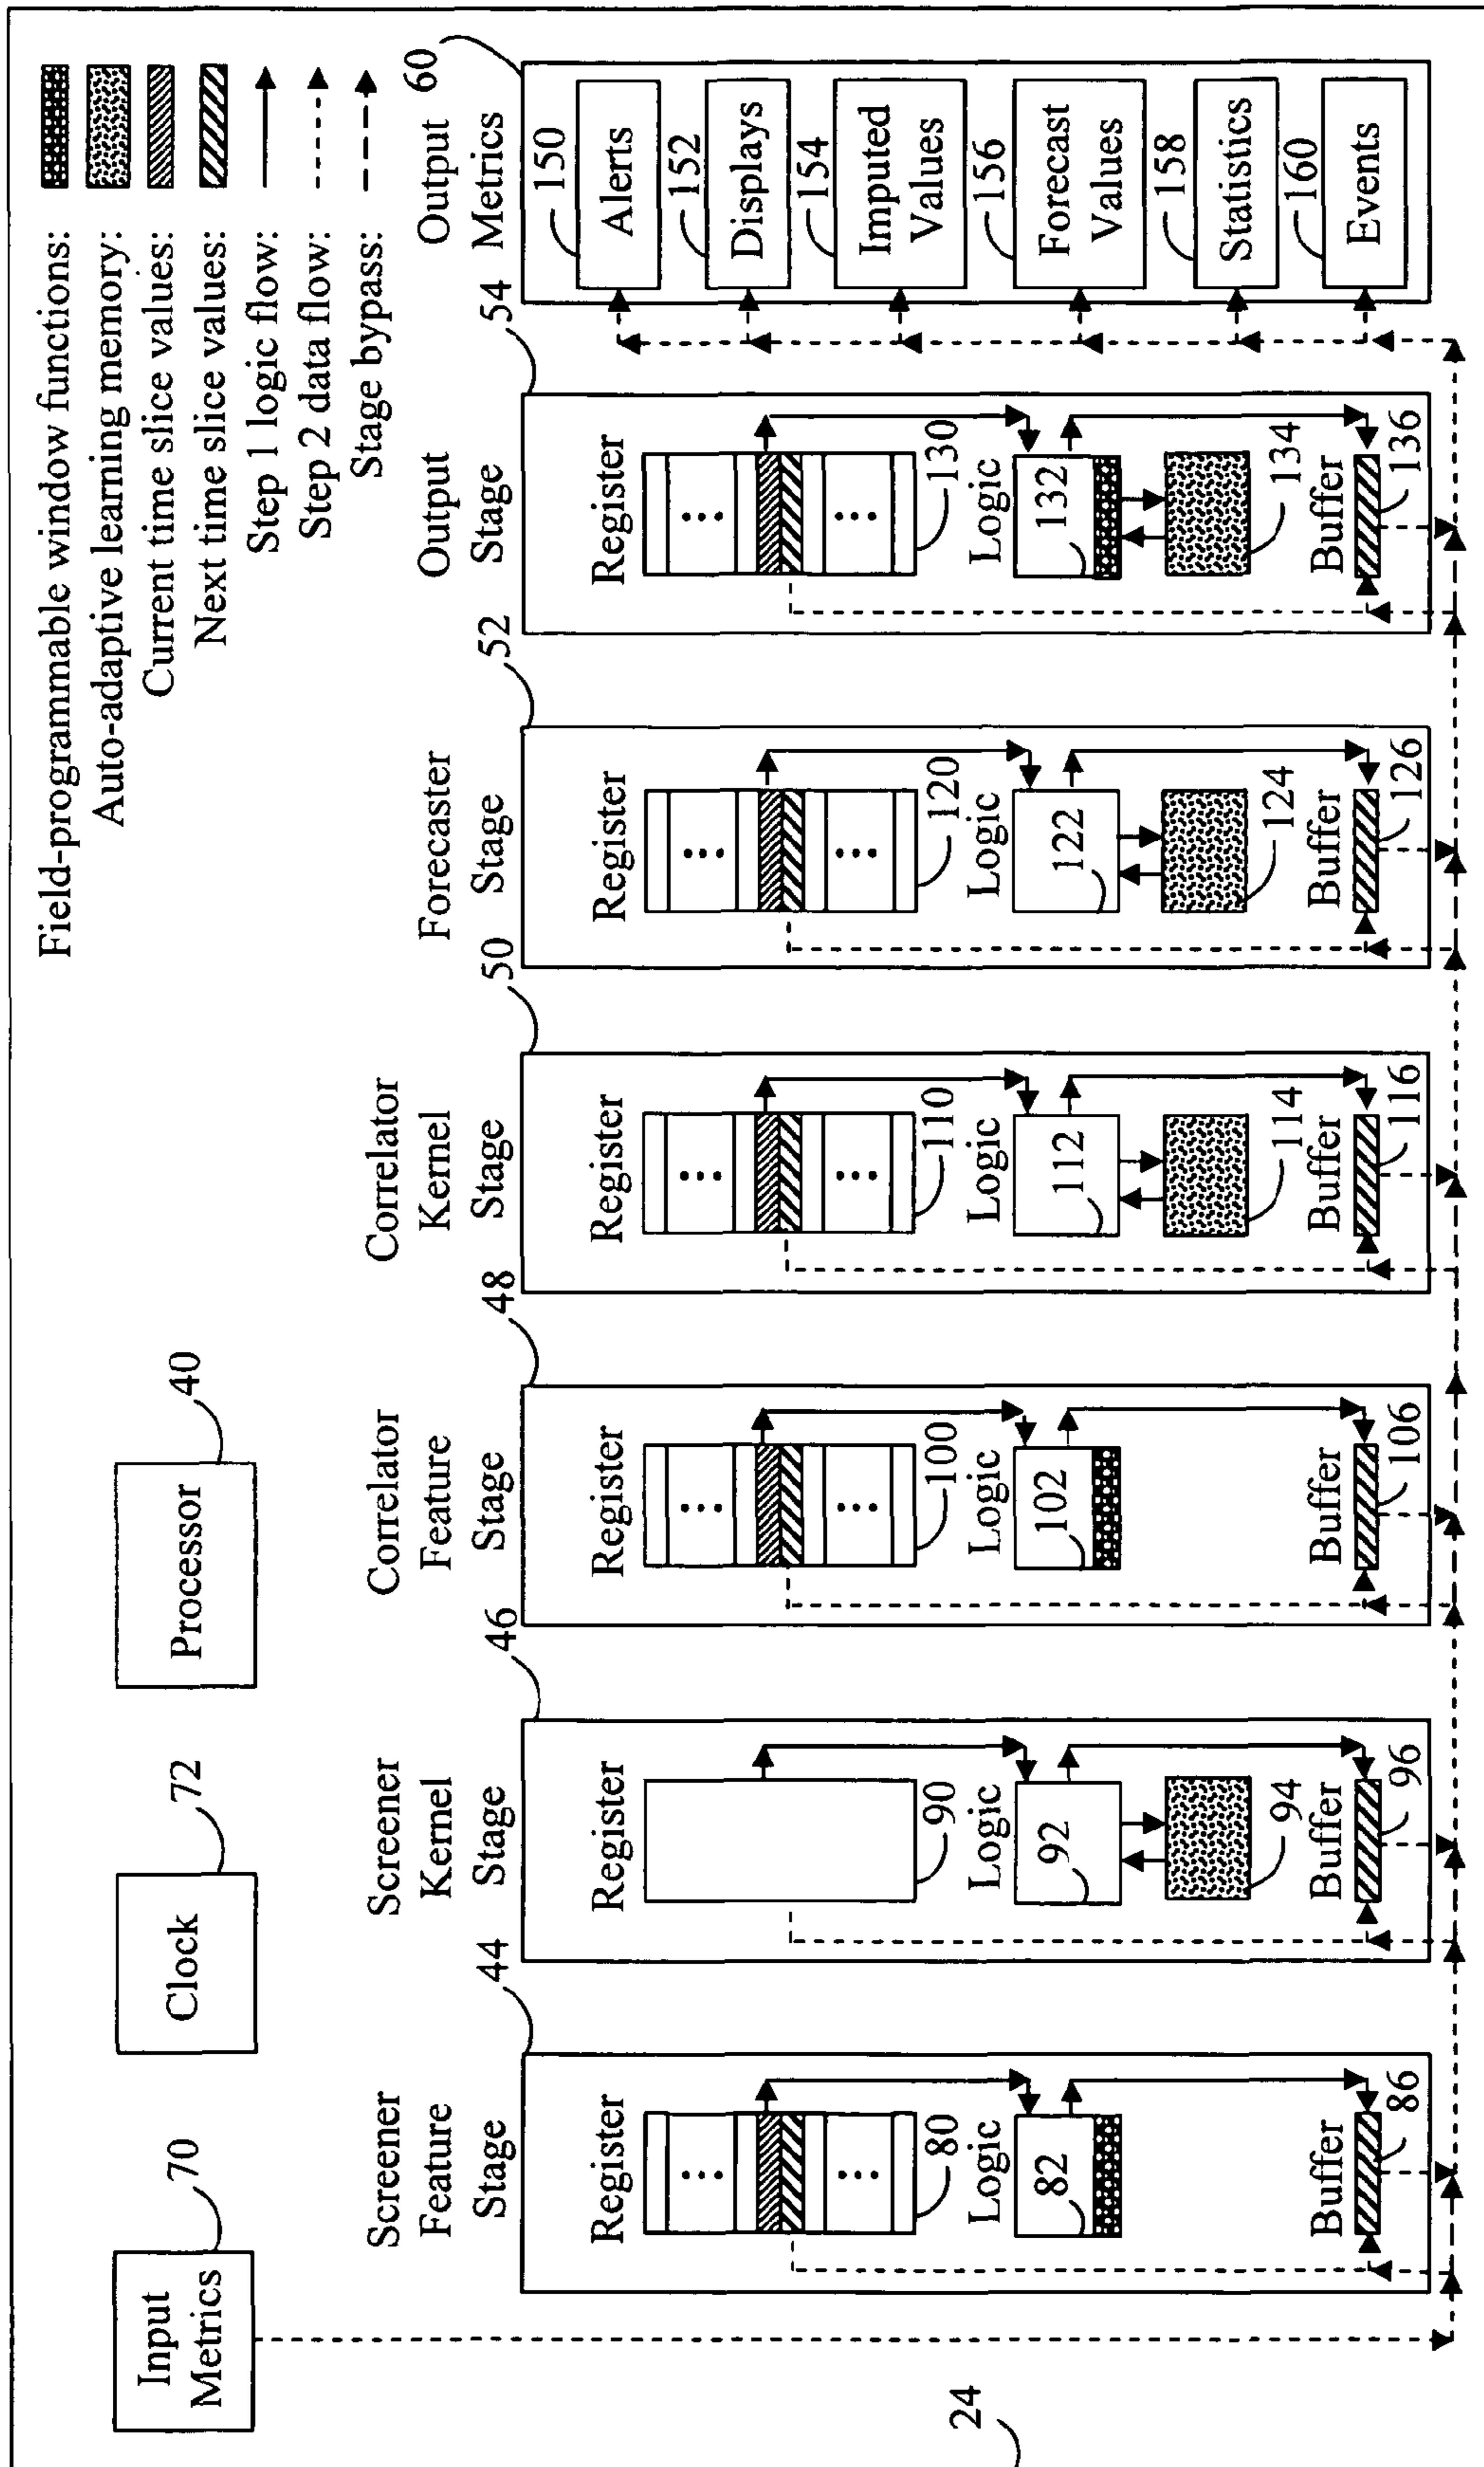 Field-programmable window functions:
Auto-adaptive learning memory:
Current time slice values:
Next time slice values:
Step 1 logic flow:
Step 2 data flow:
Stage bypass:
Input
Metrics
70
Clock
72
Processor
40
24
Screener
Feature
Stage
44
Register
...
...
80
Logic
82
Buffer
86
Screener
Kernel
Stage
46
Register
90
Logic
92
94
Buffer
96
Correlator
Feature
Stage
48
Register
...
...
100
Logic
102
Buffer
106
Correlator
Kernel
Stage
50
Register
...
...
110
Logic
112
114
Buffer
116
Forecaster
Stage
52
Register
...
...
120
Logic
122
124
Buffer
126
Output
Stage
54
Register
...
...
130
Logic
132
134
Buffer
136
Output
Metrics
60
150
Alerts
152
Displays
154
Imputed
Values
156
Forecast
Values
158
Statistics
160
Events